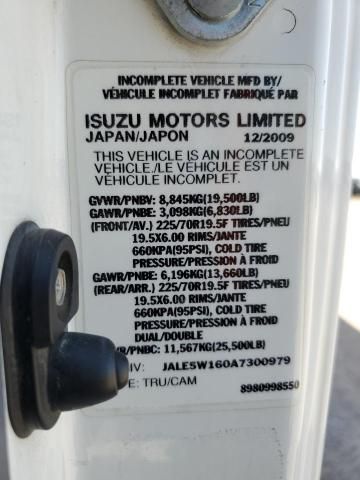 INCOMPLETE VEHICLE MFD BY/
VÉHICULE INCOMPLET FABRIQUÉ PAR
ISUZU MOTORS LIMITED
JAPAN/JAPON 12/2009
THIS VEHICLE IS AN INCOMPLETE
VEHICLE./LE VÉHICULE EST UN
VÉHICULE INCOMPLET.
GVWR/PNBV: 8,845KG(19,500LB)
GAWR/PNBE: 3,098KG(6,830LB)
(FRONT/AV.) 225/70R19.5F TIRES/PNEU
19.5X6.00 RIMS/JANTE
660KPA(95PSI), COLD TIRE
PRESSURE/PRESSION À FROID
GAWR/PNBE: 6,196KG(13,660LB)
(REAR/ARR.) 225/70R19.5F TIRES/PNEU
19.5X6.00 RIMS/JANTE
660KPA(95PSI), COLD TIRE
PRESSURE/PRESSION À FROID
DUAL/DOUBLE
R/PNBC: 11,567KG(25,500LB)
IV: JALE5W160A7300979
E: TRU/CAM
8980998550